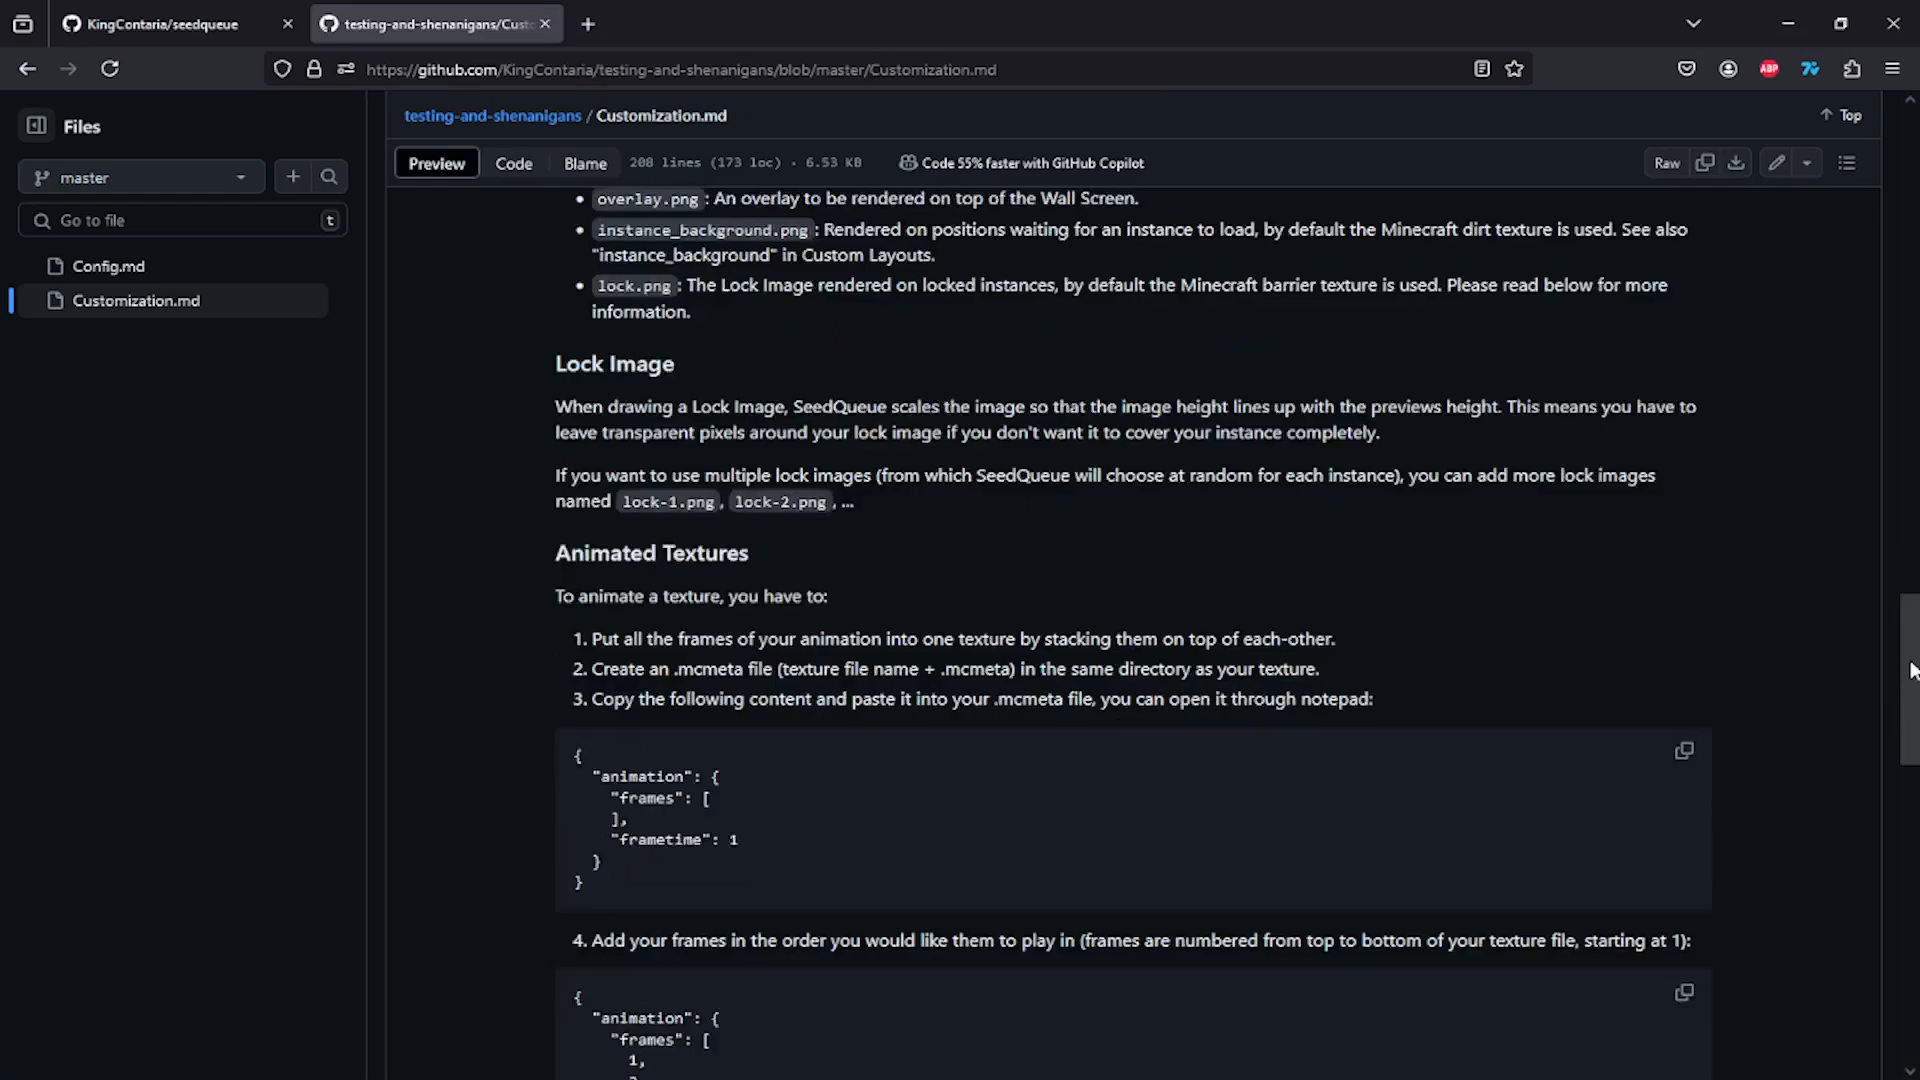 KingContaria/seedqueue
testing-and-shenanigans/Cust
https://github.com/KingContaria/testing-and-shenanigans/blob/master/Customization.md
ABP
Files
testing-and-shenanigans / Customization.md
Top
master
Preview
Code
Blame
208 lines (173 loc) · 6.53 KB
Code 55% faster with GitHub Copilot
Raw
Go to file
t
Config.md
Customization.md
• overlay.png : An overlay to be rendered on top of the Wall Screen.
• instance_background.png : Rendered on positions waiting for an instance to load, by default the Minecraft dirt texture is used. See also
"instance_background" in Custom Layouts.
• lock.png : The Lock Image rendered on locked instances, by default the Minecraft barrier texture is used. Please read below for more
information.
Lock Image
When drawing a Lock Image, SeedQueue scales the image so that the image height lines up with the previews height. This means you have to
leave transparent pixels around your lock image if you don't want it to cover your instance completely.
If you want to use multiple lock images (from which SeedQueue will choose at random for each instance), you can add more lock images
named lock-1.png , lock-2.png , ...
Animated Textures
To animate a texture, you have to:
1. Put all the frames of your animation into one texture by stacking them on top of each-other.
2. Create an .mcmeta file (texture file name + .mcmeta) in the same directory as your texture.
3. Copy the following content and paste it into your .mcmeta file, you can open it through notepad:
{
"animation": {
"frames": [
],
"frametime": 1
}
}
4. Add your frames in the order you would like them to play in (frames are numbered from top to bottom of your texture file, starting at 1):
{
"animation": {
"frames": [
1,